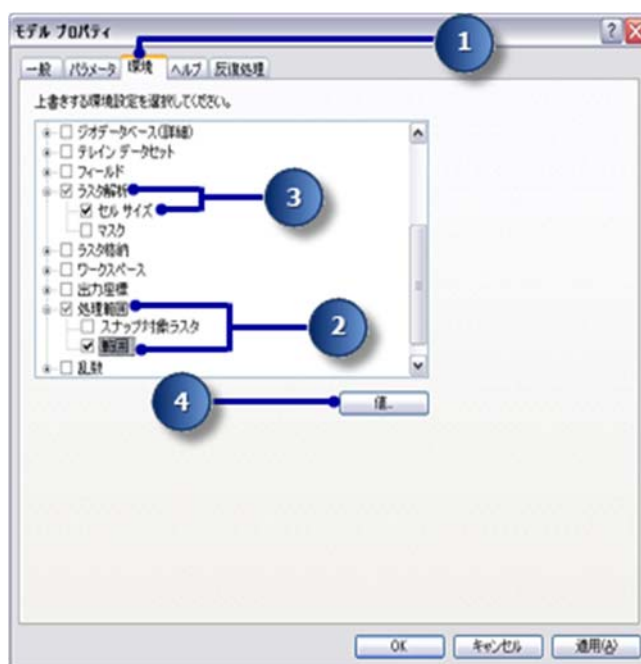 モデル プロパティ
一般 パラメータ 環境 ヘルプ 反復処理
1
上書きする環境設定を選択してください。
ジオデータベース(詳細)
テレイン データセット
フィールド
ラスタ解析
セル サイズ
3
マスク
ラスタ格納
ワークスペース
出力座標
処理範囲
スナップ対象ラスタ
2
範囲
乱数
4
値...
OK キャンセル 適用(A)